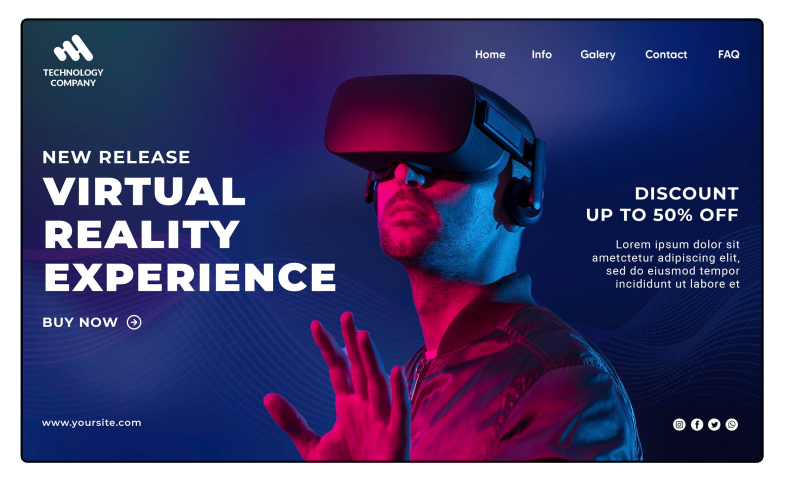 TECHNOLOGY
COMPANY
Home Info Galery Contact FAQ
NEW RELEASE
VIRTUAL
REALITY
EXPERIENCE
BUY NOW
DISCOUNT
UP TO 50% OFF
Lorem ipsum dolor sit
ametctetur adipiscing elit,
sed do eiusmod tempor
incididunt ut labore et
www.yoursite.com